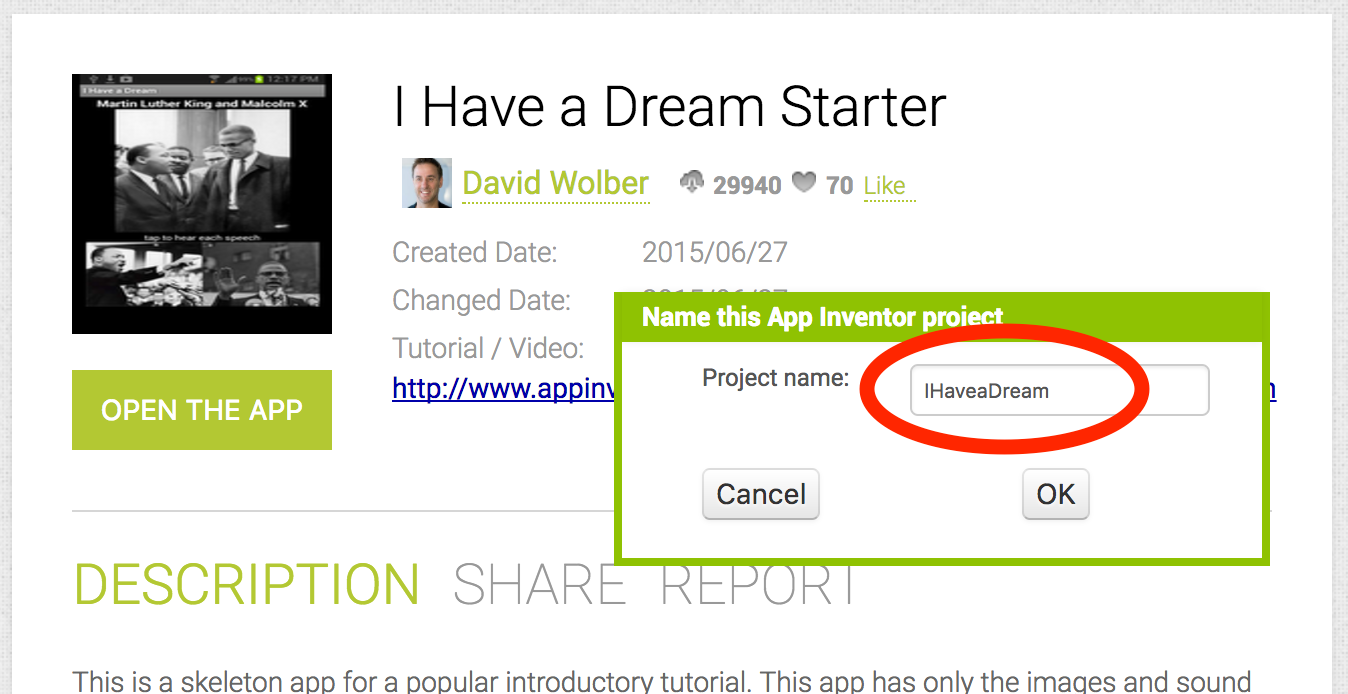 12:17 PM
I Have a Dream
Martin Luther King and Malcolm X
tap to hear each speech
OPEN THE APP
I Have a Dream Starter
David Wolber 29940 70 Like
Created Date: 2015/06/27
Changed Date:
Tutorial / Video:
http://www.appinv
Name this App Inventor project
Project name: IHaveaDream
Cancel OK
DESCRIPTION SHARE REPORT
This is a skeleton app for a popular introductory tutorial. This app has only the images and sound